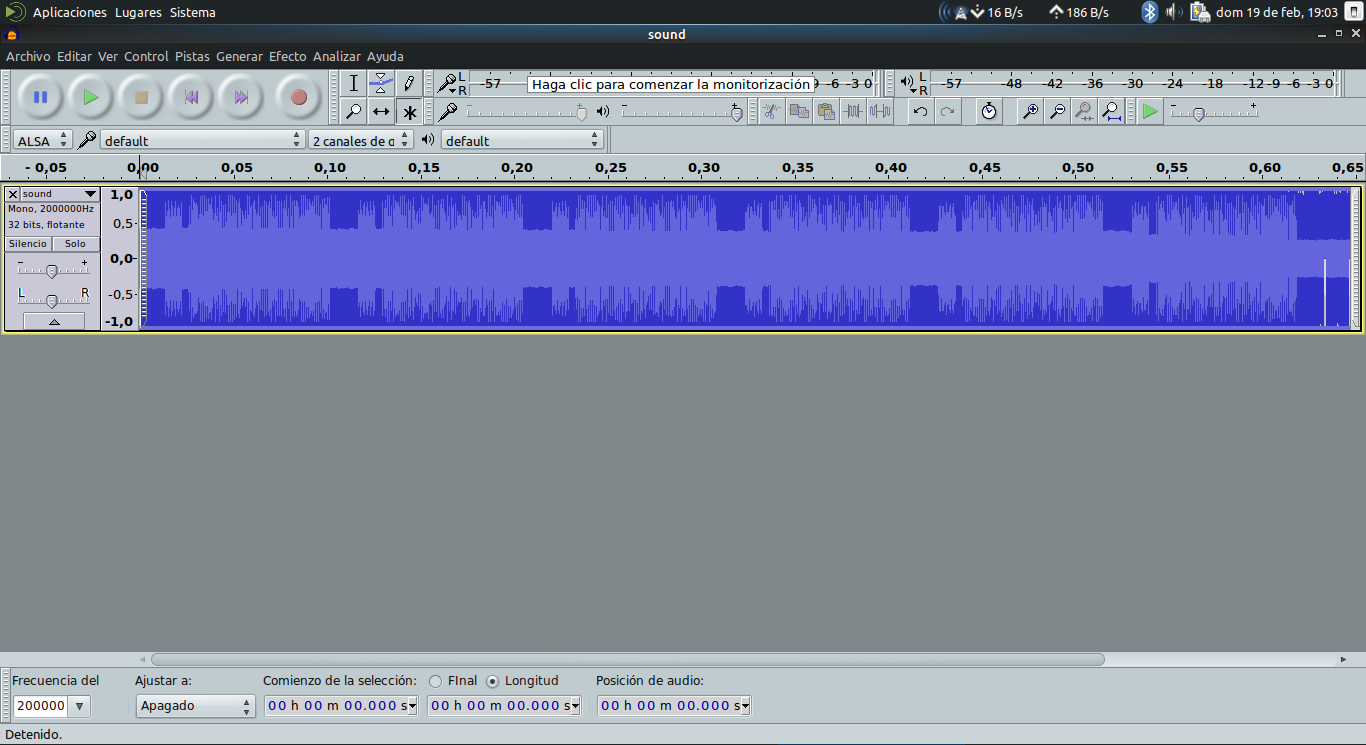 Aplicaciones Lugares Sistema 16 B/s 186 B/s dom 19 de feb, 19:03
sound
Archivo Editar Ver Control Pistas Generar Efecto Analizar Ayuda
L R -57 Haga clic para comenzar la monitorización 9 -6 -3 0 L R -57 -48 -42 -36 -30 -24 -18 -12 -9 -6 -3 0
- + - + - +
ALSA default 2 canales de default
- 0,05 0,00 0,05 0,10 0,15 0,20 0,25 0,30 0,35 0,40 0,45 0,50 0,55 0,60 0,65
sound
Mono, 2000000Hz
32 bits, flotante
Silencio Solo
- +
L R
1,0
0,5-
0,0-
-0,5-
-1,0
Frecuencia del Ajustar a: Comienzo de la selección: FInal Longitud Posición de audio:
200000 Apagado 00 h 00 m 00.000 s 00 h 00 m 00.000 s 00 h 00 m 00.000 s
Detenido.